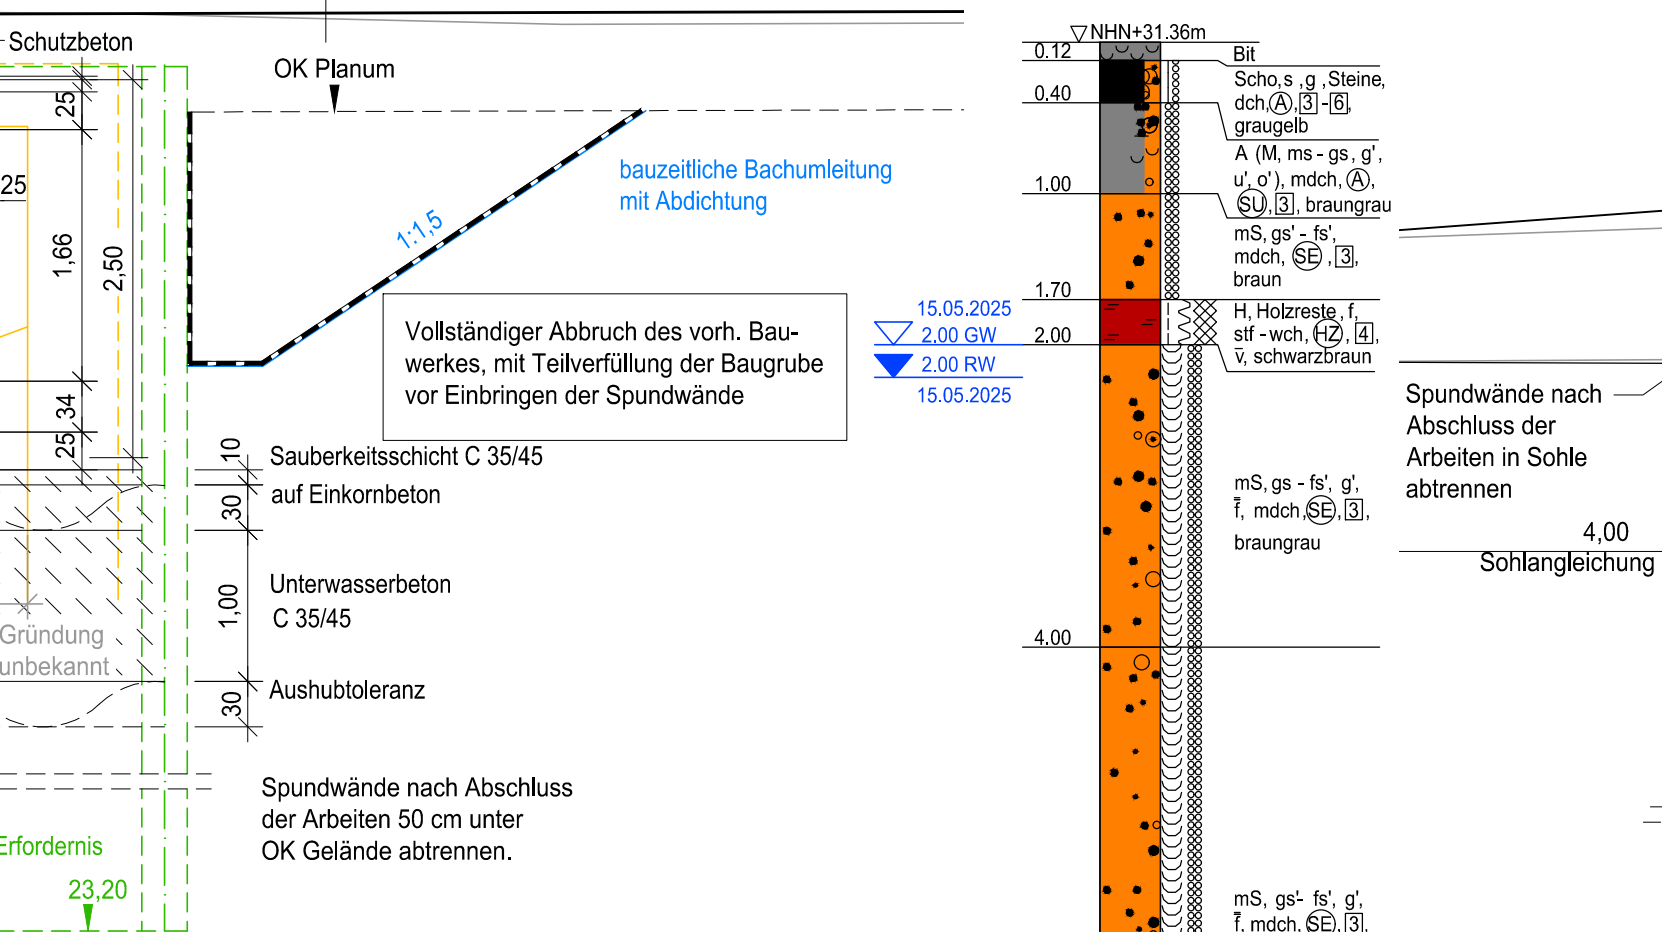 Schutzbeton
OK Planum
25
25
1,66
2,50
34
25
1:1,5
bauzeitliche Bachumleitung
mit Abdichtung
Vollständiger Abbruch des vorh. Bau-
werkes, mit Teilverfüllung der Baugrube
vor Einbringen der Spundwände
10
Sauberkeitsschicht C 35/45
auf Einkornbeton
30
1,00
Unterwasserbeton
C 35/45
30
Aushubtoleranz
Gründung
unbekannt
Spundwände nach Abschluss
der Arbeiten 50 cm unter
OK Gelände abtrennen.
Erfordernis
23,20
NHN+31.36m
0.12
0.40
1.00
1.70
2.00
4.00
15.05.2025
2.00 GW
2.00 RW
15.05.2025
Bit
Scho,s ,g ,Steine,
dch, A, 3 - 6,
graugelb
A (M, ms - gs, g',
u', o'), mdch, A,
SU, 3, braungrau
mS, gs' - fs',
mdch, SE, 3,
braun
H, Holzreste, f,
stf - wch, HZ, 4,
v̄, schwarzbraun
mS, gs - fs', g',
f̿, mdch, SE, 3,
braungrau
mS, gs'- fs', g',
f̿, mdch, SE, 3,
Spundwände nach
Abschluss der
Arbeiten in Sohle
abtrennen
4,00
Sohlangleichung